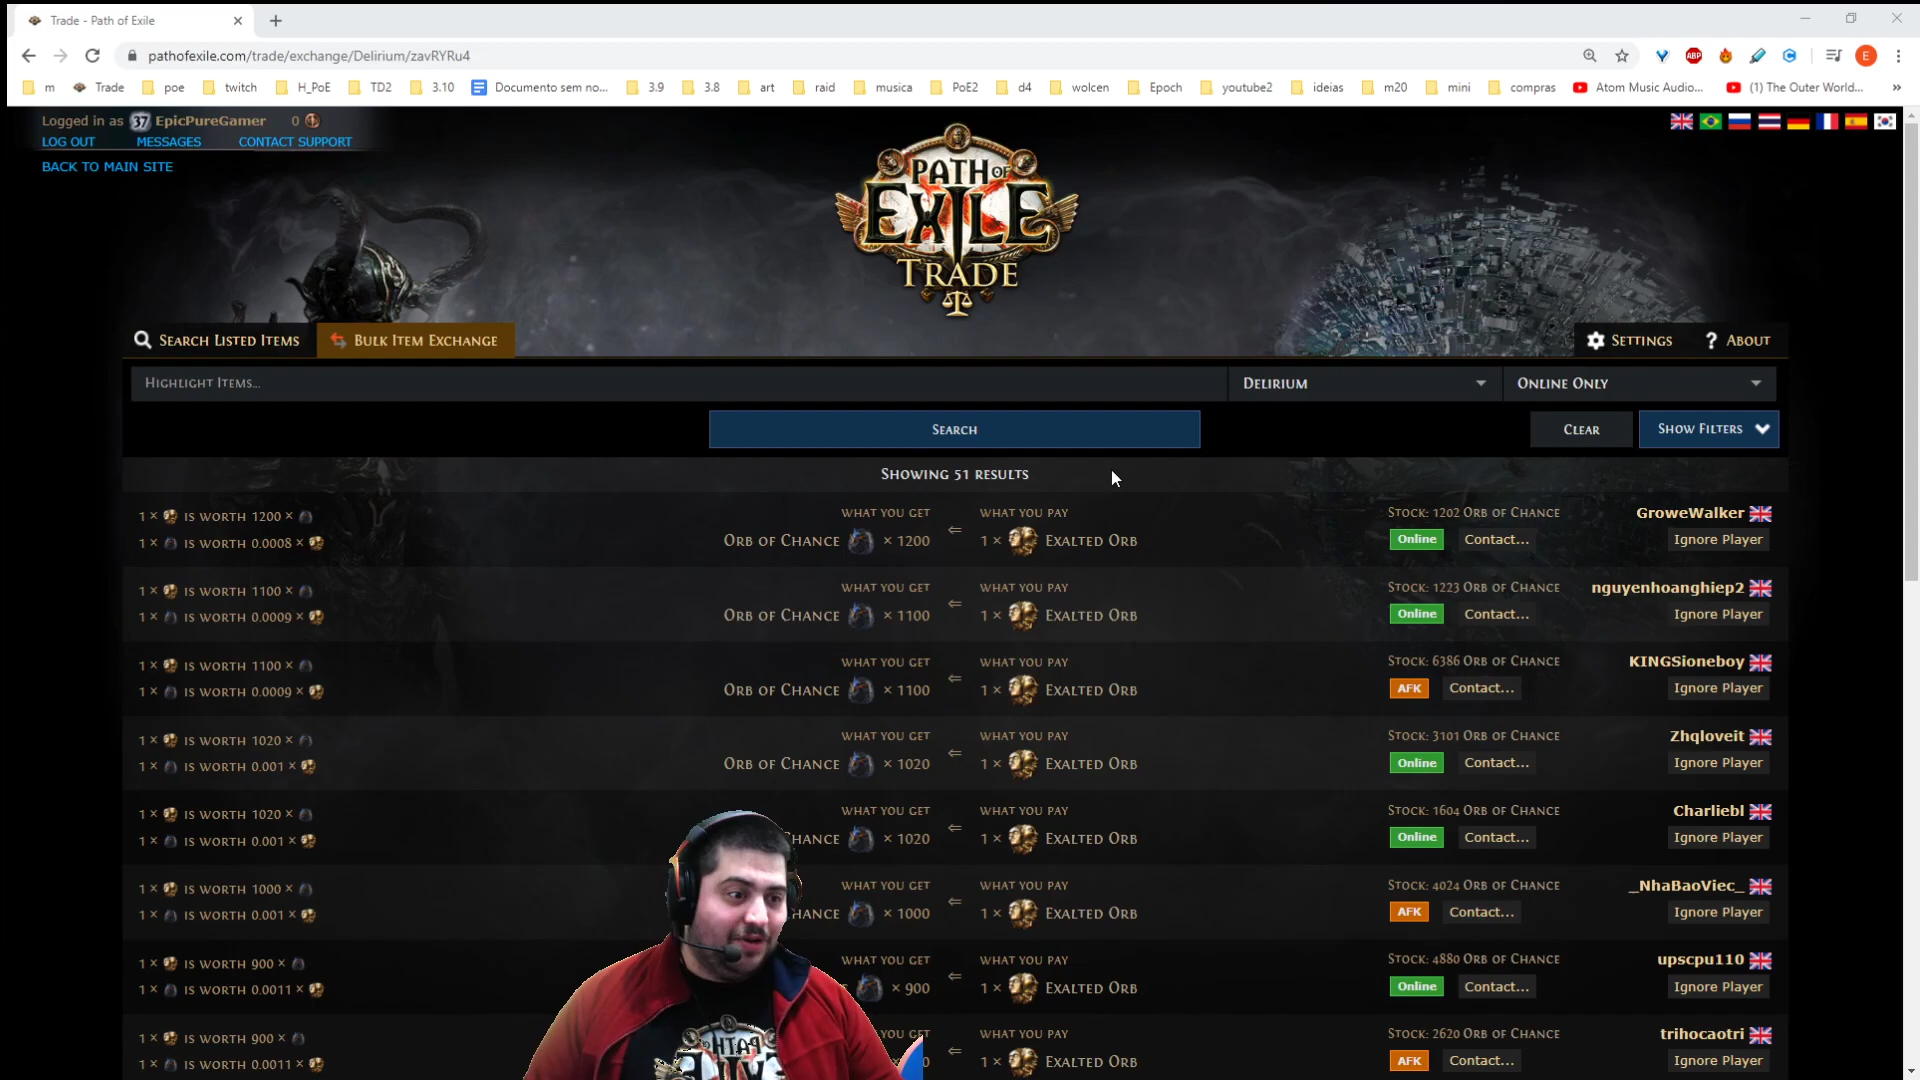 Trade - Path of Exile
pathofexile.com/trade/exchange/Delirium/zavRYRu4
ABP
E
m Trade poe twitch H_PoE TD2 3.10 Documento sem no... 3.9 3.8 art raid musica PoE2 d4 wolcen Epoch youtube2 ideias m20 mini compras Atom Music Audio... (1) The Outer World... »
Logged in as 37 EpicPureGamer 0
LOG OUT MESSAGES CONTACT SUPPORT
BACK TO MAIN SITE
PATH OF
EXILE
TRADE
SEARCH LISTED ITEMS BULK ITEM EXCHANGE SETTINGS ? ABOUT
HIGHLIGHT ITEMS... DELIRIUM ONLINE ONLY
SEARCH CLEAR SHOW FILTERS
SHOWING 51 RESULTS
1 × IS WORTH 1200 × WHAT YOU GET ⇐ WHAT YOU PAY STOCK: 1202 ORB OF CHANCE GroweWalker
1 × IS WORTH 0.0008 × ORB OF CHANCE × 1200 1 × EXALTED ORB Online Contact... Ignore Player
1 × IS WORTH 1100 × WHAT YOU GET ⇐ WHAT YOU PAY STOCK: 1223 ORB OF CHANCE nguyenhoanghiep2
1 × IS WORTH 0.0009 × ORB OF CHANCE × 1100 1 × EXALTED ORB Online Contact... Ignore Player
1 × IS WORTH 1100 × WHAT YOU GET ⇐ WHAT YOU PAY STOCK: 6386 ORB OF CHANCE KINGSioneboy
1 × IS WORTH 0.0009 × ORB OF CHANCE × 1100 1 × EXALTED ORB AFK Contact... Ignore Player
1 × IS WORTH 1020 × WHAT YOU GET ⇐ WHAT YOU PAY STOCK: 3101 ORB OF CHANCE Zhqloveit
1 × IS WORTH 0.001 × ORB OF CHANCE × 1020 1 × EXALTED ORB Online Contact... Ignore Player
1 × IS WORTH 1020 × WHAT YOU GET ⇐ WHAT YOU PAY STOCK: 1604 ORB OF CHANCE Charliebl
1 × IS WORTH 0.001 × CHANCE × 1020 1 × EXALTED ORB Online Contact... Ignore Player
1 × IS WORTH 1000 × WHAT YOU GET ⇐ WHAT YOU PAY STOCK: 4024 ORB OF CHANCE _NhaBaoViec_
1 × IS WORTH 0.001 × HANCE × 1000 1 × EXALTED ORB AFK Contact... Ignore Player
1 × IS WORTH 900 × WHAT YOU GET ⇐ WHAT YOU PAY STOCK: 4880 ORB OF CHANCE upscpu110
1 × IS WORTH 0.0011 × × 900 1 × EXALTED ORB Online Contact... Ignore Player
1 × IS WORTH 900 × YOU GET ⇐ WHAT YOU PAY STOCK: 2620 ORB OF CHANCE trihocaotri
1 × IS WORTH 0.0011 × 1 × EXALTED ORB AFK Contact... Ignore Player
PATH